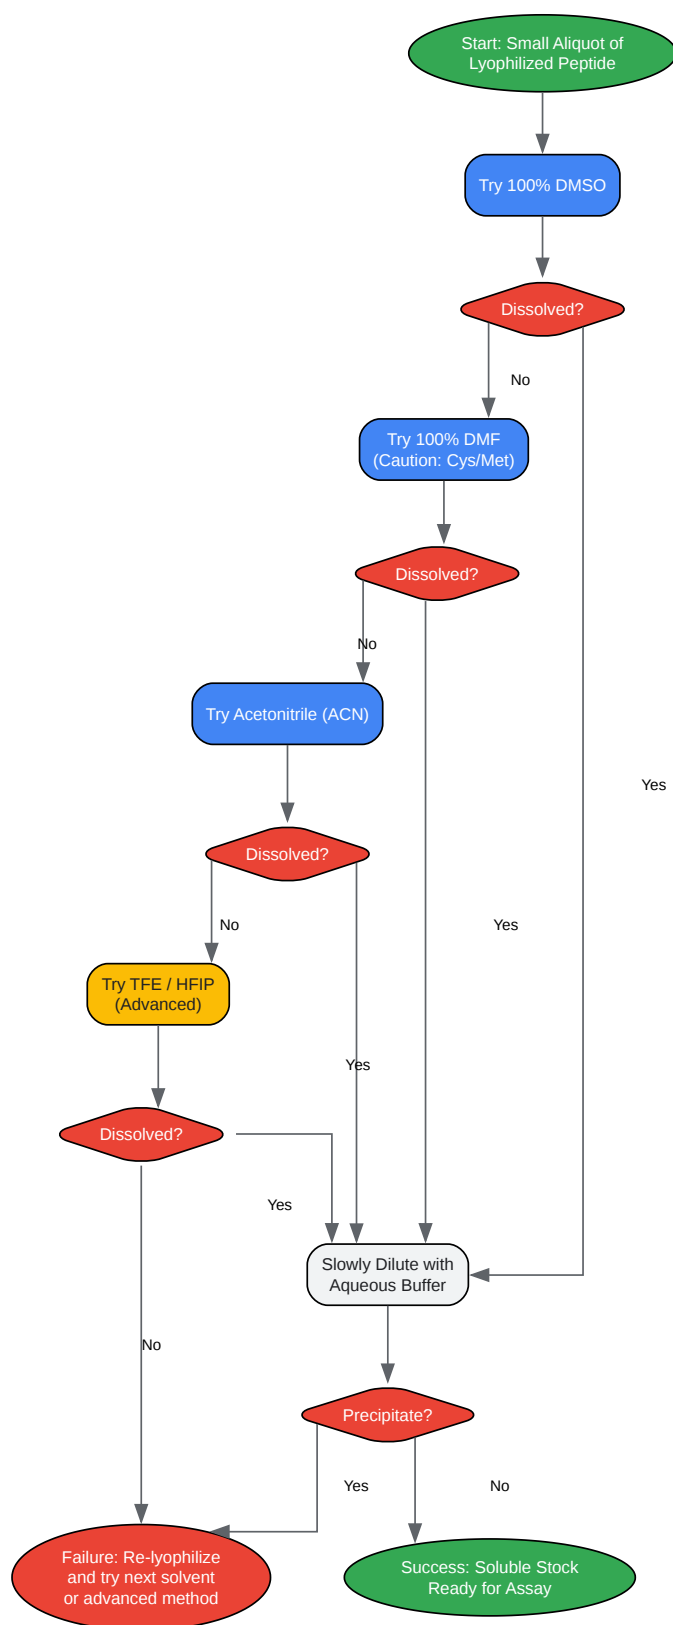 Start: Small Aliquot of
Lyophilized Peptide
Try 100% DMSO
Dissolved?
No
Try 100% DMF
(Caution: Cys/Met)
Dissolved?
No
Try Acetonitrile (ACN)
Yes
Dissolved?
No
Yes
Try TFE / HFIP
(Advanced)
Yes
Dissolved?
Yes
Slowly Dilute with
Aqueous Buffer
No
Precipitate?
Yes
No
Failure: Re-lyophilize
and try next solvent
or advanced method
Success: Soluble Stock
Ready for Assay